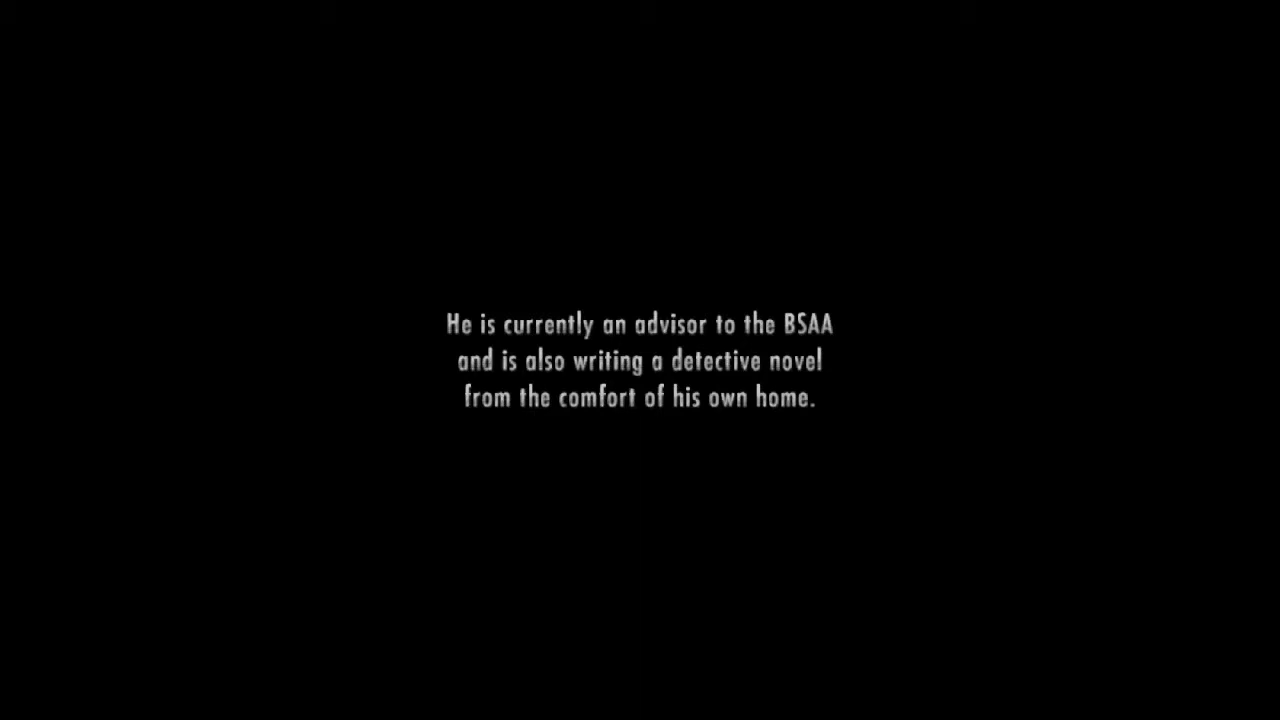 He is currently an advisor to the BSAA
and is also writing a detective novel
from the comfort of his own home.